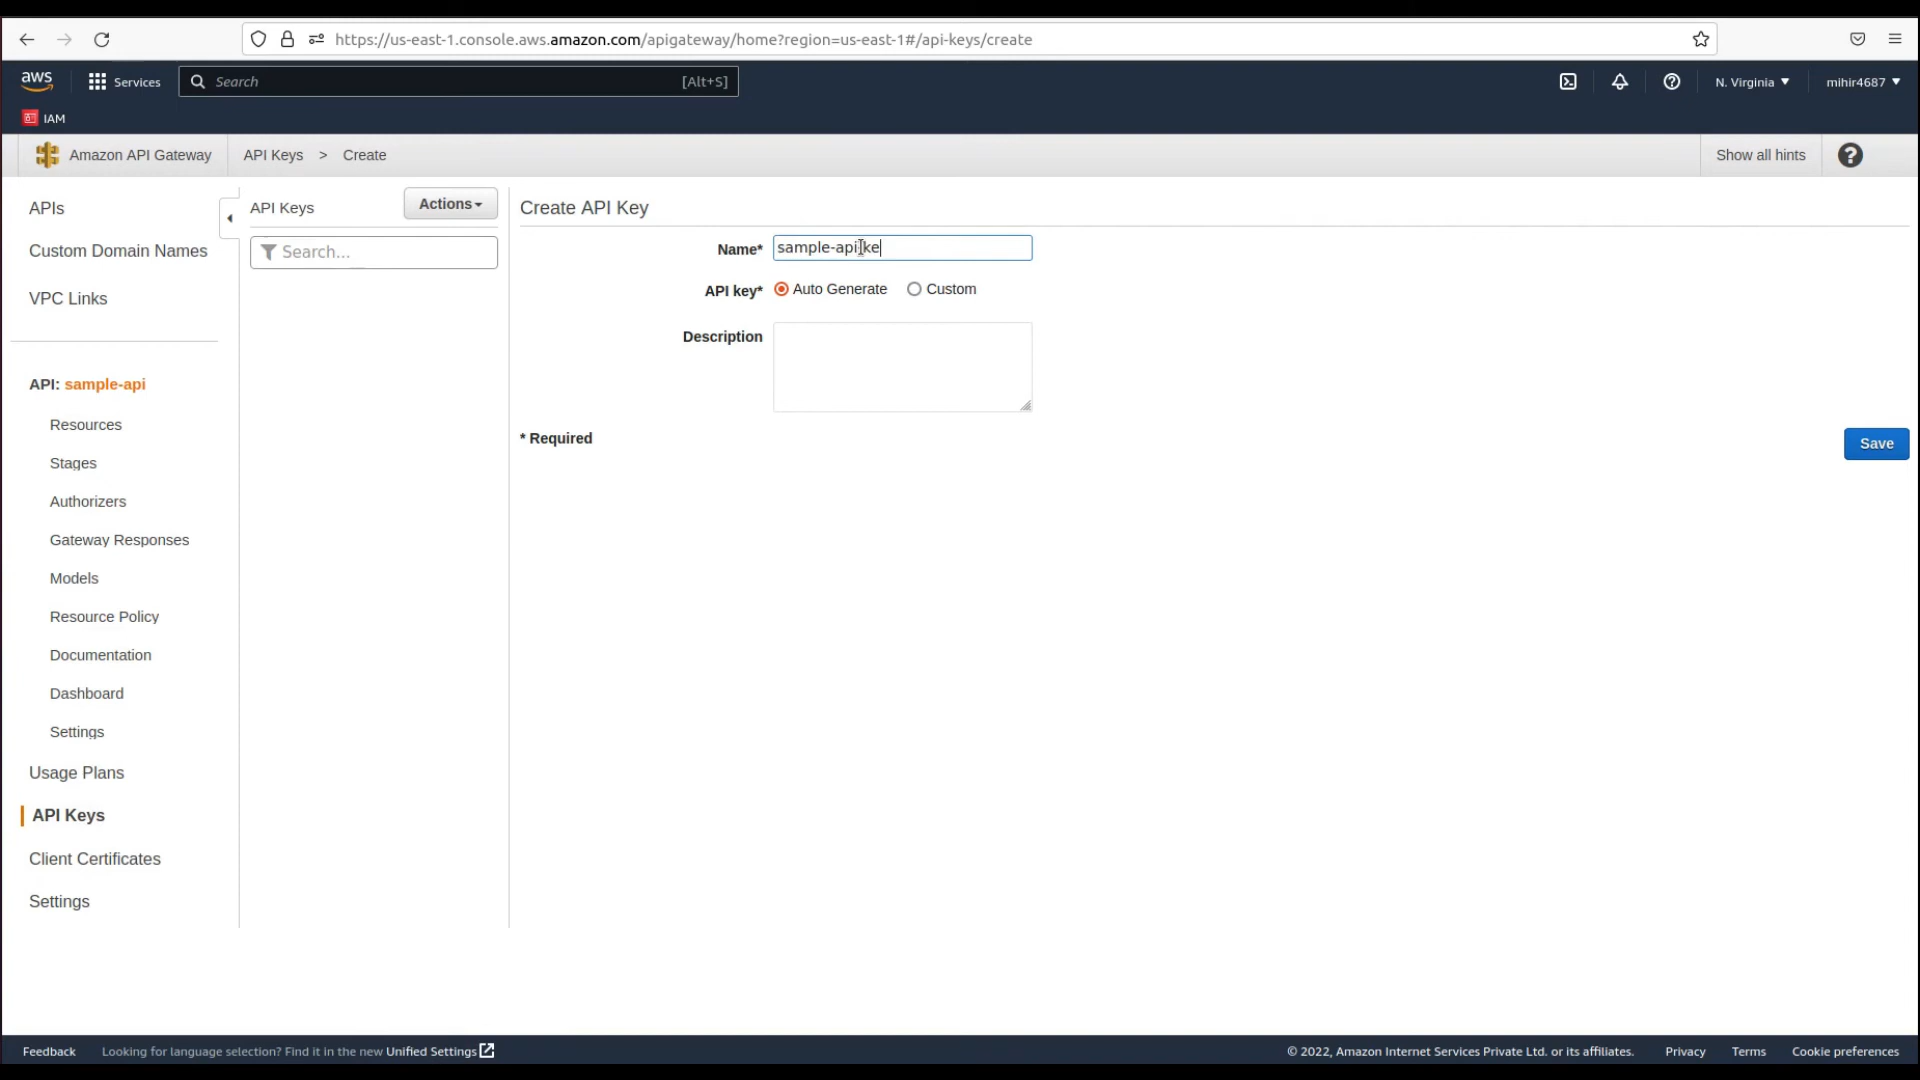 https://us-east-1.console.aws.amazon.com/apigateway/home?region=us-east-1#/api-keys/create
aws
Services
Search
[Alt+S]
N. Virginia
mihir4687
IAM
Amazon API Gateway
API Keys > Create
Show all hints
APIs
Custom Domain Names
VPC Links
API: sample-api
Resources
Stages
Authorizers
Gateway Responses
Models
Resource Policy
Documentation
Dashboard
Settings
Usage Plans
API Keys
Client Certificates
Settings
API Keys
Actions
Search...
Create API Key
Name*
sample-api-ke
API key*
Auto Generate
Custom
Description
* Required
Save
Feedback
Looking for language selection? Find it in the new Unified Settings
© 2022, Amazon Internet Services Private Ltd. or its affiliates.
Privacy
Terms
Cookie preferences